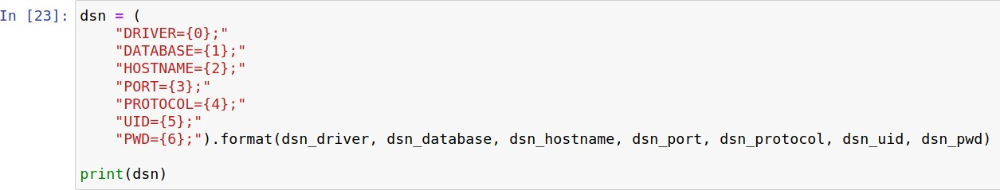 In [23]: dsn = (
    "DRIVER={0};"
    "DATABASE={1};"
    "HOSTNAME={2};"
    "PORT={3};"
    "PROTOCOL={4};"
    "UID={5};"
    "PWD={6};").format(dsn_driver, dsn_database, dsn_hostname, dsn_port, dsn_protocol, dsn_uid, dsn_pwd)
print(dsn)